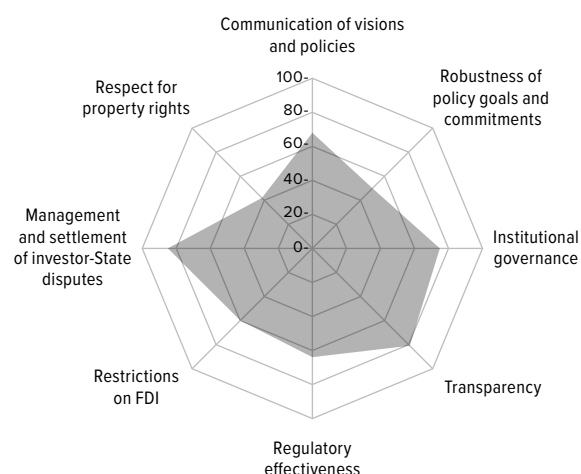 Communication of visions
and policies
Robustness of
policy goals and
commitments
Institutional
governance
Transparency
Regulatory
effectiveness
Restrictions
on FDI
Management
and settlement
of investor-State
disputes
Respect for
property rights
100-
80-
60-
40-
20-
0-